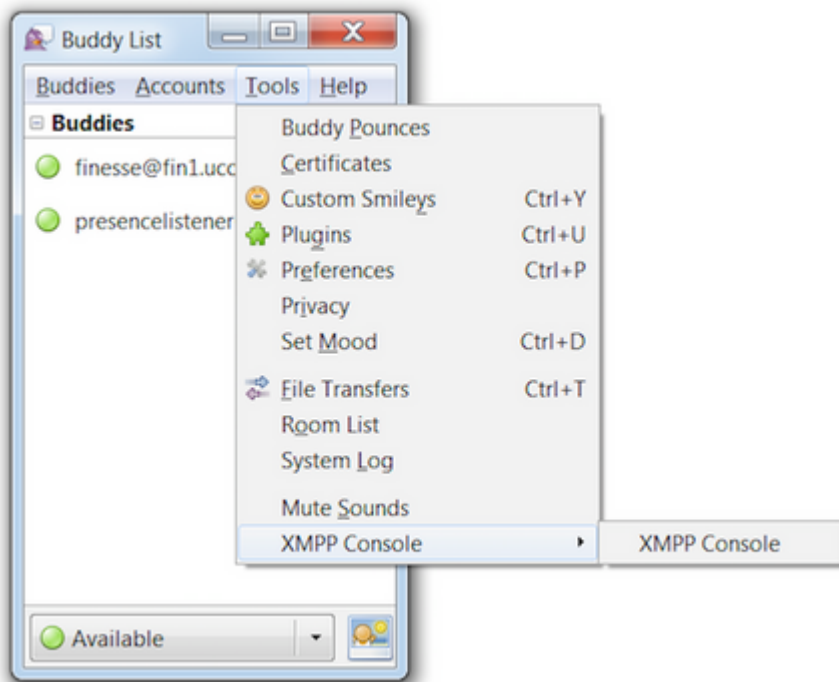 Buddy List
Buddies Accounts Tools Help
Buddies
finesse@fin1.ucc
presencelistener
Buddy Pounces
Certificates
Custom Smileys Ctrl+Y
Plugins Ctrl+U
Preferences Ctrl+P
Privacy
Set Mood Ctrl+D
File Transfers Ctrl+T
Room List
System Log
Mute Sounds
XMPP Console XMPP Console
Available